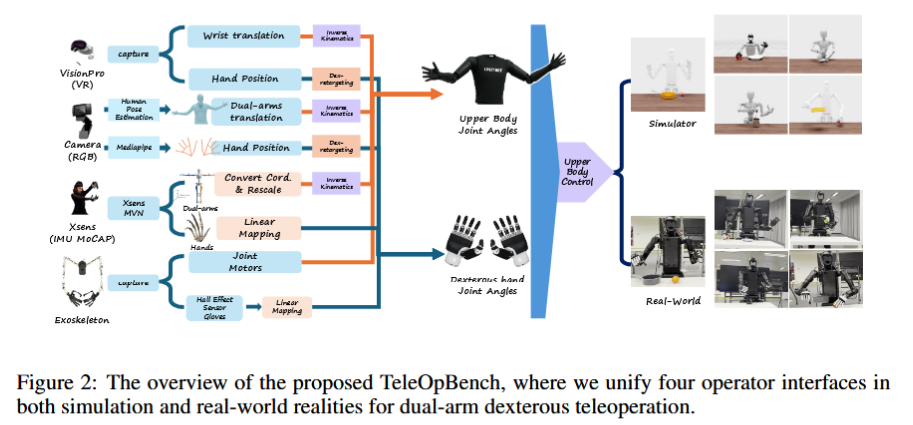 Wrist translation
Inverse
Kinematics
capture
VisionPro
(VR)
Hand Position
Dex-
retargeting
Human
Pose
Estimation
Dual-arms
translation
Inverse
Kinematics
Camera
(RGB)
Mediapipe
Hand Position
Dex-
retargeting
Xsens
MVN
Convert Cord.
& Rescale
Inverse
Kinematics
Dual-arms
Xsens
(IMU MoCAP)
Linear
Mapping
Hands
Joint
Motors
capture
Exoskeleton
Hall Effect
Sensor
Gloves
Linear
Mapping
Upper Body
Joint Angles
Dexterous hand
Joint Angles
Upper
Body
Control
Simulator
Real-World
Figure 2: The overview of the proposed TeleOpBench, where we unify four operator interfaces in
both simulation and real-world realities for dual-arm dexterous teleoperation.